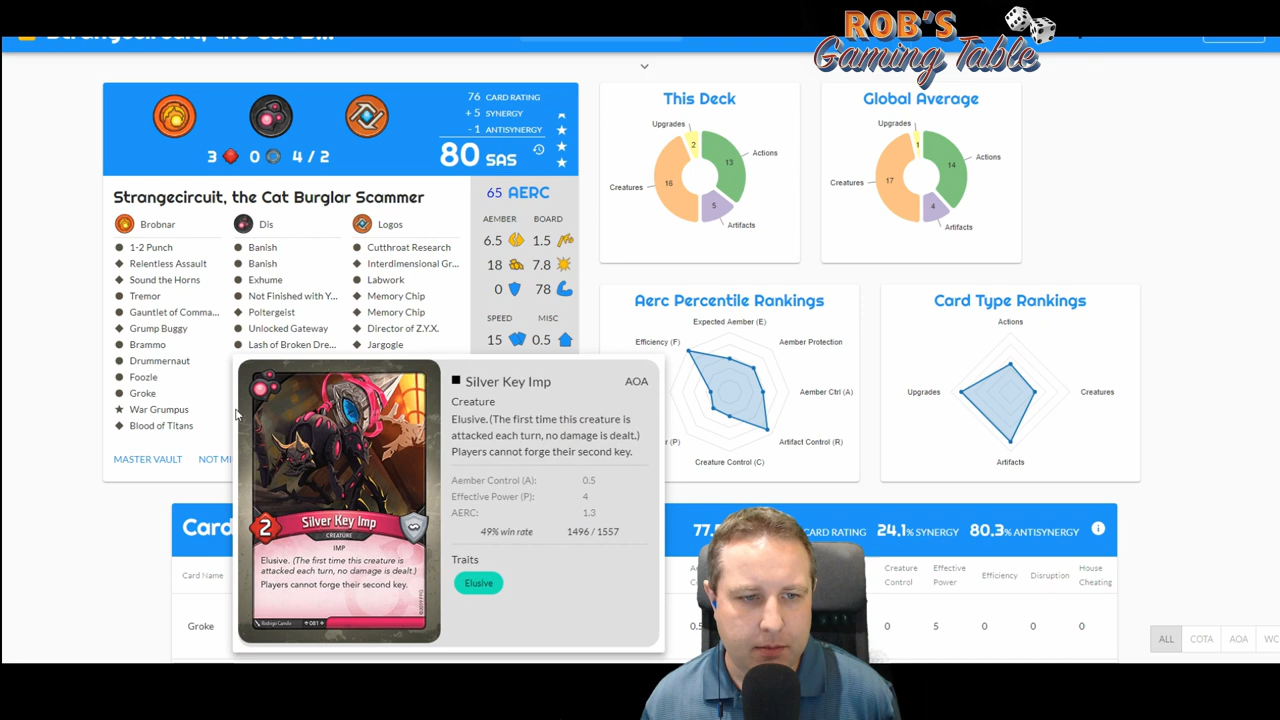 ROB'S
Gaming Table
76 CARD RATING
+ 5 SYNERGY
- 1 ANTISYNERGY
3 0 4 / 2
80 SAS
Strangecircuit, the Cat Burglar Scammer
65 AERC
Brobnar
1-2 Punch
Relentless Assault
Sound the Horns
Tremor
Gauntlet of Comma...
Grump Buggy
Brammo
Drummernaut
Foozle
Groke
War Grumpus
Blood of Titans
Dis
Banish
Banish
Exhume
Not Finished with Y...
Poltergeist
Unlocked Gateway
Lash of Broken Dre...
Logos
Cutthroat Research
Interdimensional Gr...
Labwork
Memory Chip
Memory Chip
Director of Z.Y.X.
Jargogle
AEMBER BOARD
6.5 1.5
18 7.8
0 78
SPEED MISC
15 0.5
MASTER VAULT NOT MI
This Deck
Upgrades
2
13
Actions
Creatures
16
5
Artifacts
Global Average
Upgrades
1
14
Actions
Creatures
17
4
Artifacts
Aerc Percentile Rankings
Expected Aember (E)
Efficiency (F)
Aember Protection
Aember Ctrl (A)
Artifact Control (R)
Creature Control (C)
(P)
Card Type Rankings
Actions
Upgrades
Creatures
Artifacts
Silver Key Imp AOA
Creature
Elusive. (The first time this creature is
attacked each turn, no damage is dealt.)
Players cannot forge their second key.
Aember Control (A): 0.5
Effective Power (P): 4
AERC: 1.3
49% win rate 1496 / 1557
Traits
Elusive
2
Silver Key Imp
CREATURE
IMP
Elusive. (The first time this creature is
attacked each turn, no damage is dealt.)
Players cannot forge their second key.
081
Card
77.
CARD RATING 24.1% SYNERGY 80.3% ANTISYNERGY
Card Name
Creature
Control
Effective
Power
Efficiency
Disruption
House
Cheating
Groke
0 5 0 0 0
ALL COTA AOA WC